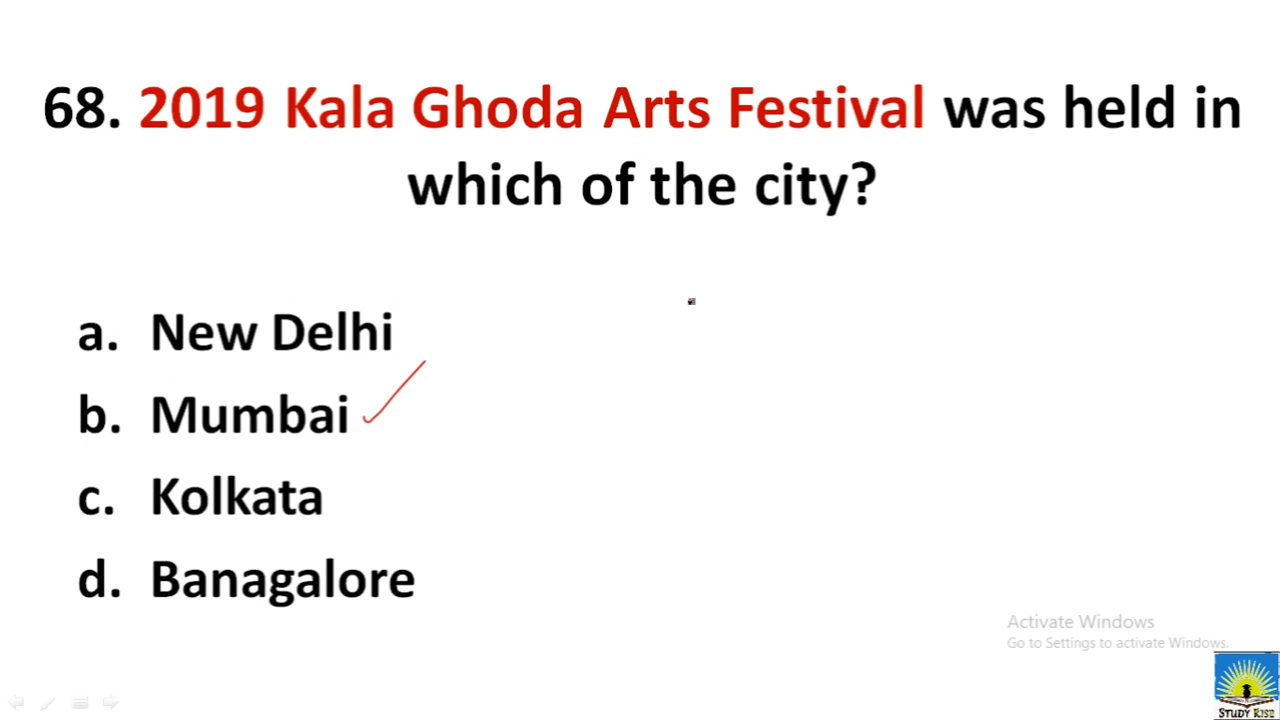 68. 2019 Kala Ghoda Arts Festival was held in
which of the city?
a. New Delhi
b. Mumbai
c. Kolkata
d. Banagalore
Activate Windows
Go to Settings to activate Windows.
STUDY RISE